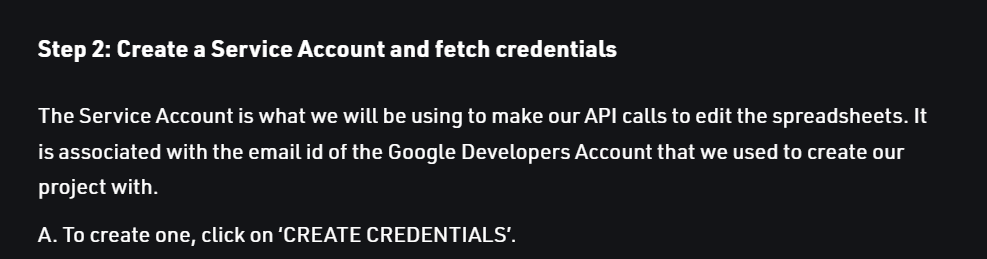 Step 2: Create a Service Account and fetch credentials
The Service Account is what we will be using to make our API calls to edit the spreadsheets. It
is associated with the email id of the Google Developers Account that we used to create our
project with.
A. To create one, click on ‘CREATE CREDENTIALS’.